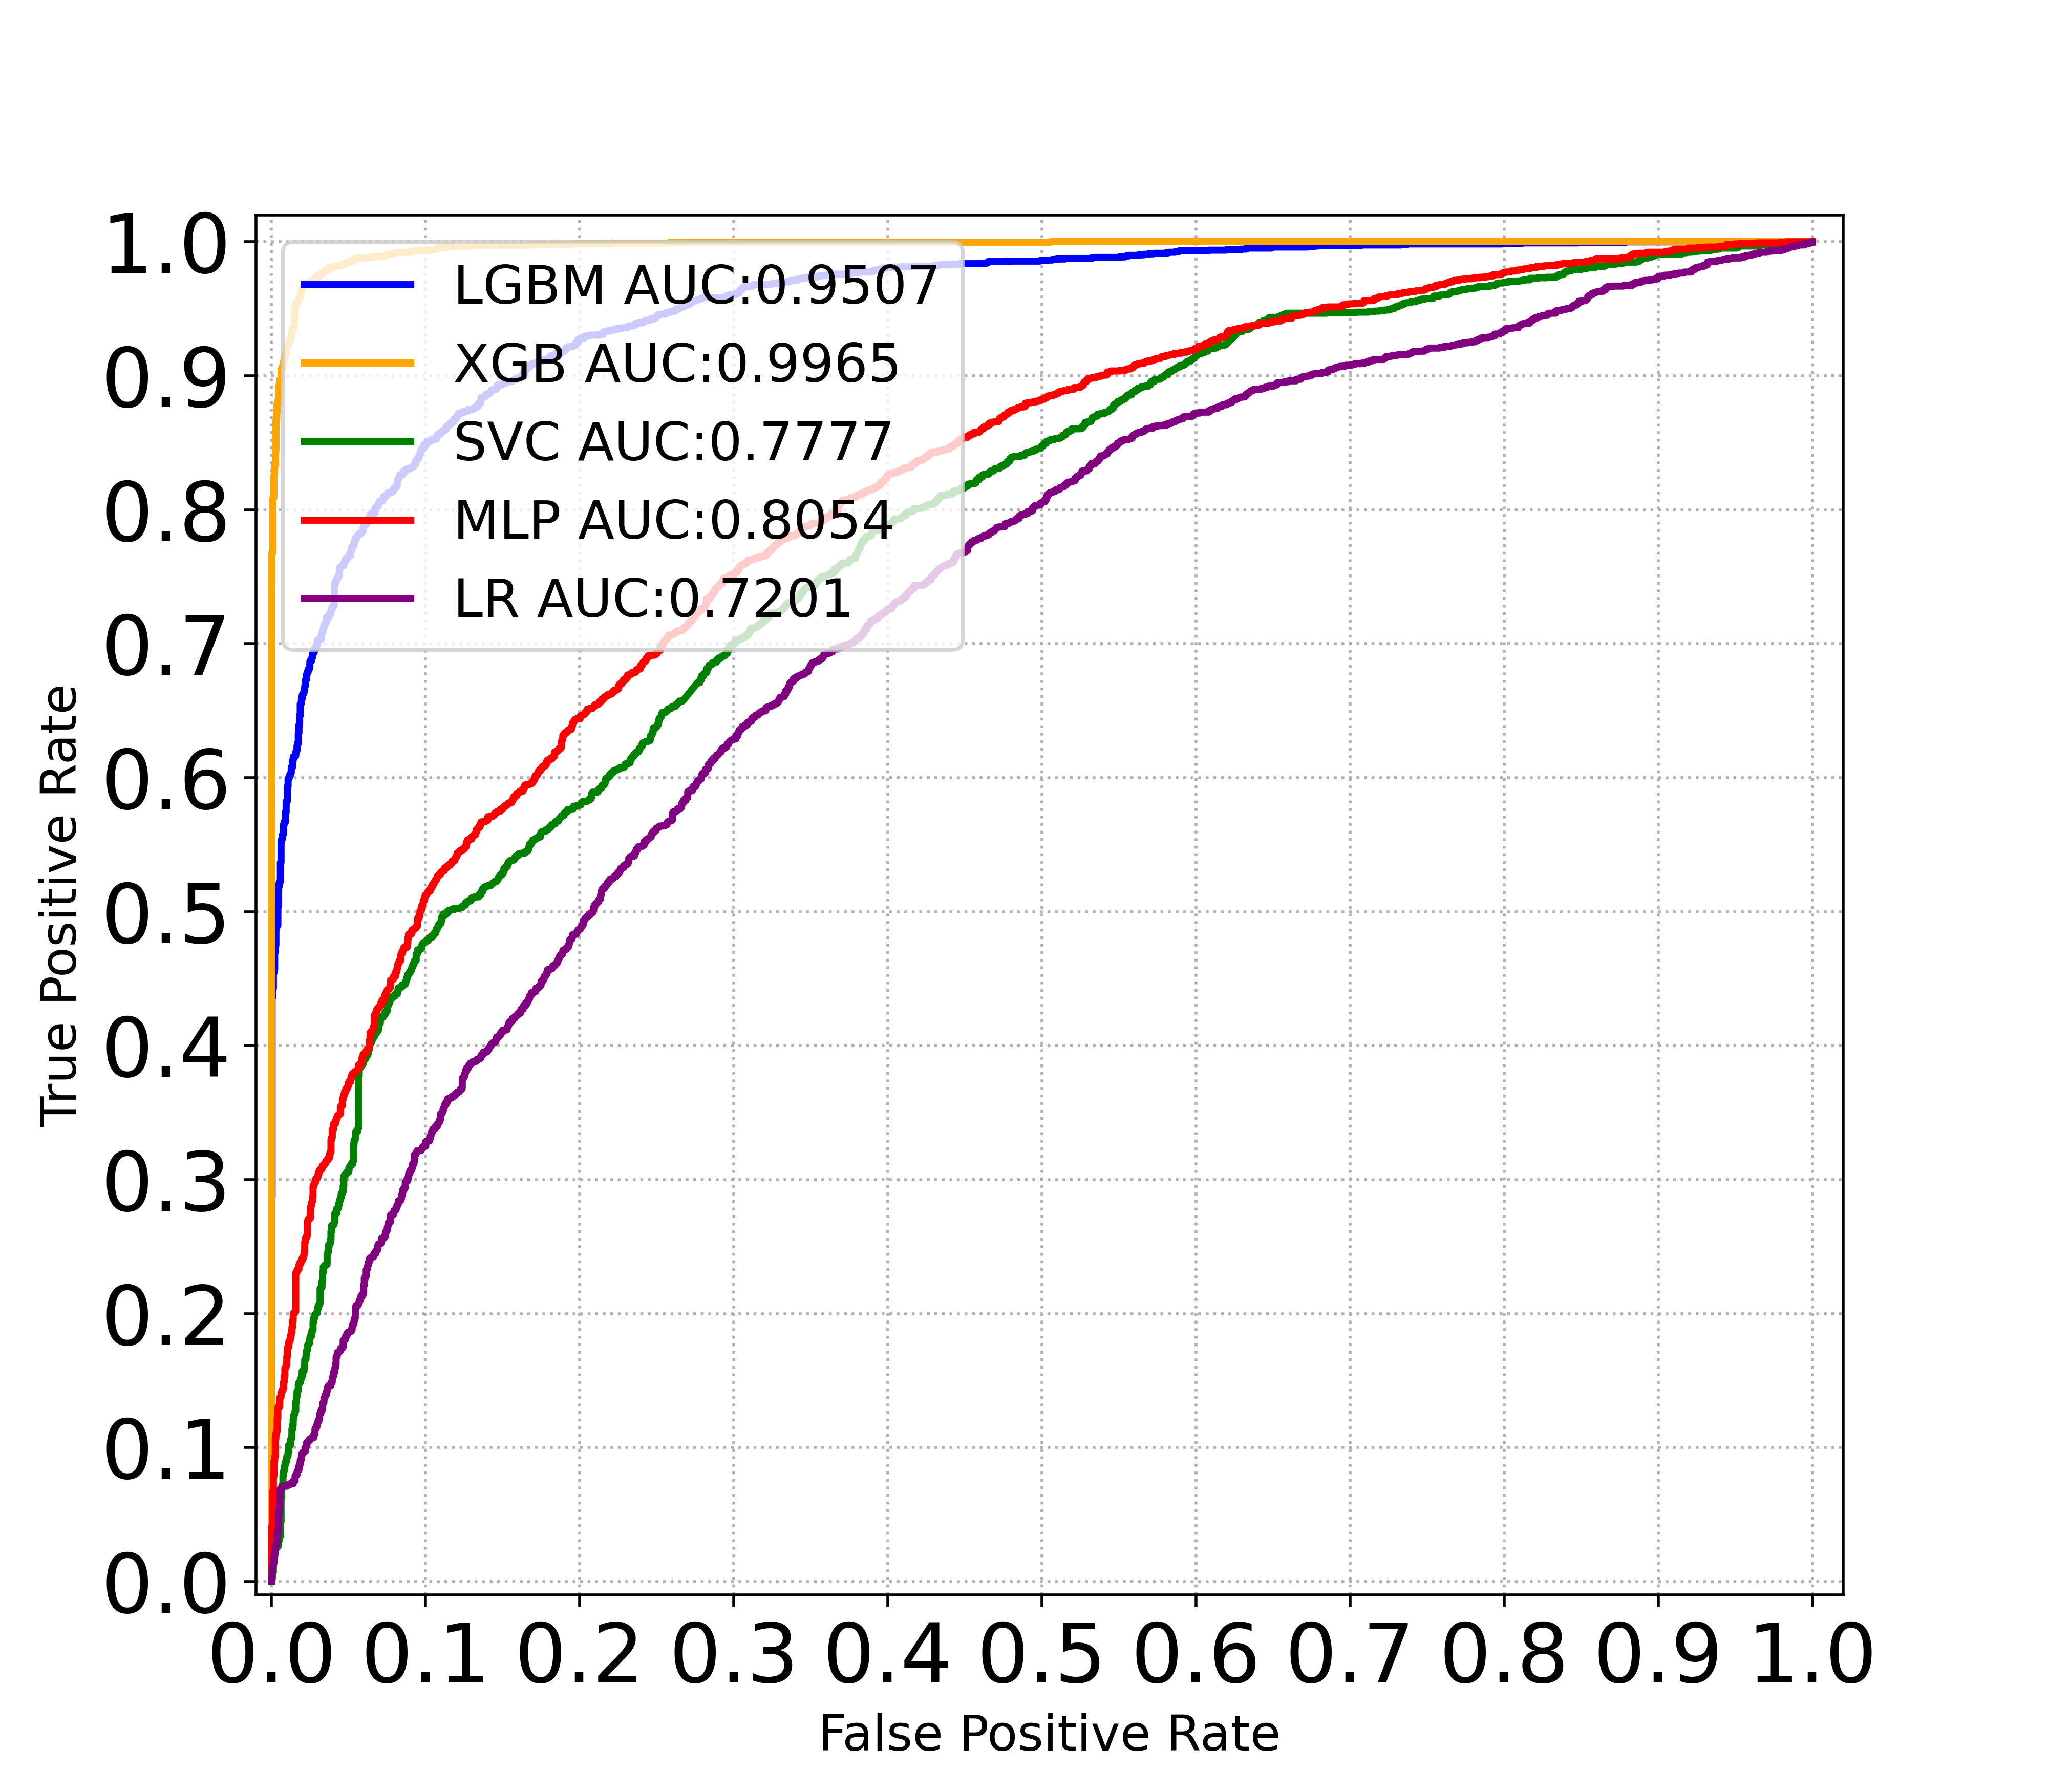 LGBM AUC:0.9507
XGB AUC:0.9965
SVC AUC:0.7777
MLP AUC:0.8054
LR AUC:0.7201
True Positive Rate
1.0
0.9
0.8
0.7
0.6
0.5
0.4
0.3
0.2
0.1
0.0
0.0 0.1 0.2 0.3 0.4 0.5 0.6 0.7 0.8 0.9 1.0
False Positive Rate